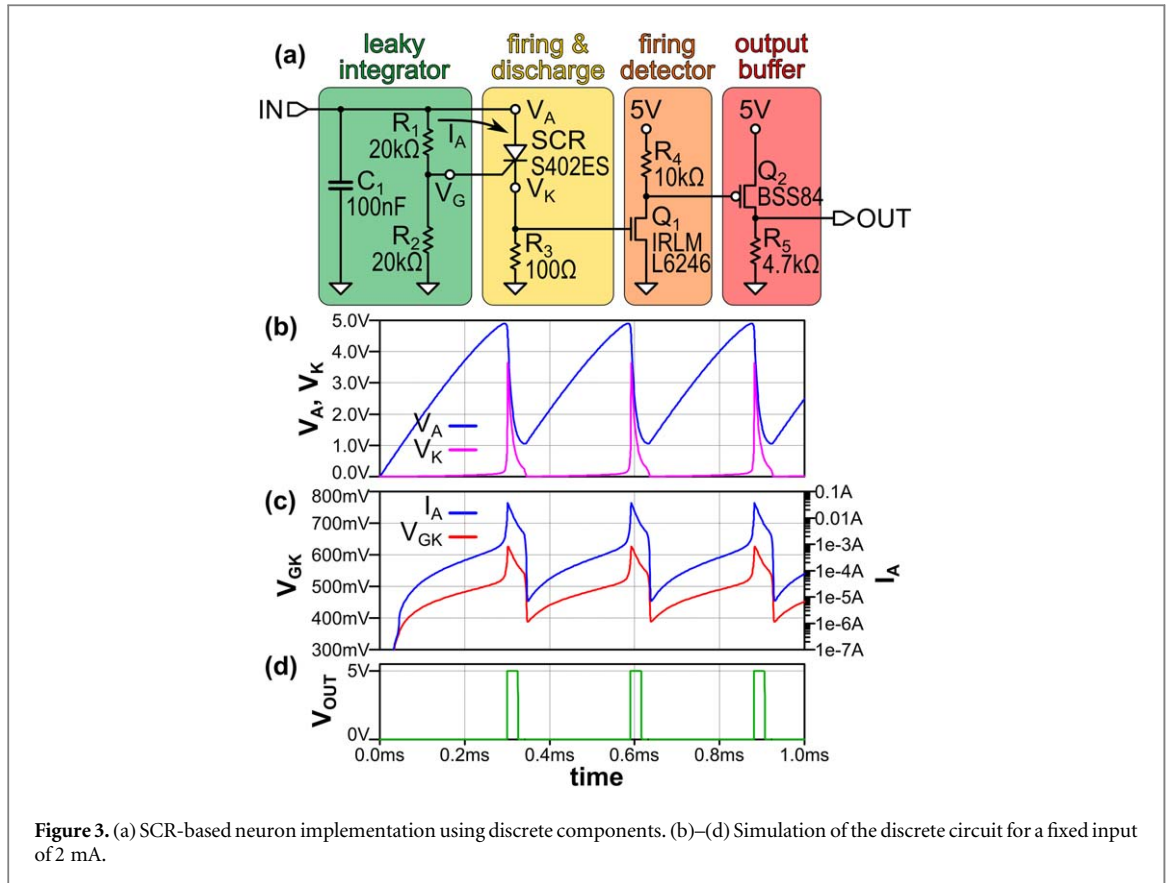 (a)
leaky
integrator
firing &
discharge
firing
detector
output
buffer
IN
R1
20kΩ
IA
VA
SCR
S402ES
C1
100nF
VG
VK
R2
20kΩ
R3
100Ω
5V
R4
10kΩ
Q1
IRLM
L6246
5V
Q2
BSS84
OUT
R5
4.7kΩ
(b)
5.0V
4.0V
3.0V
2.0V
1.0V
0.0V
VA, VK
VA
VK
(c)
800mV
700mV
600mV
500mV
400mV
300mV
VGK
IA
VGK
0.1A
0.01A
1e-3A
1e-4A
1e-5A
1e-6A
1e-7A
IA
(d)
5V
0V
VOUT
0.0ms 0.2ms 0.4ms 0.6ms 0.8ms 1.0ms
time
Figure 3. (a) SCR-based neuron implementation using discrete components. (b)–(d) Simulation of the discrete circuit for a fixed input
of 2 mA.